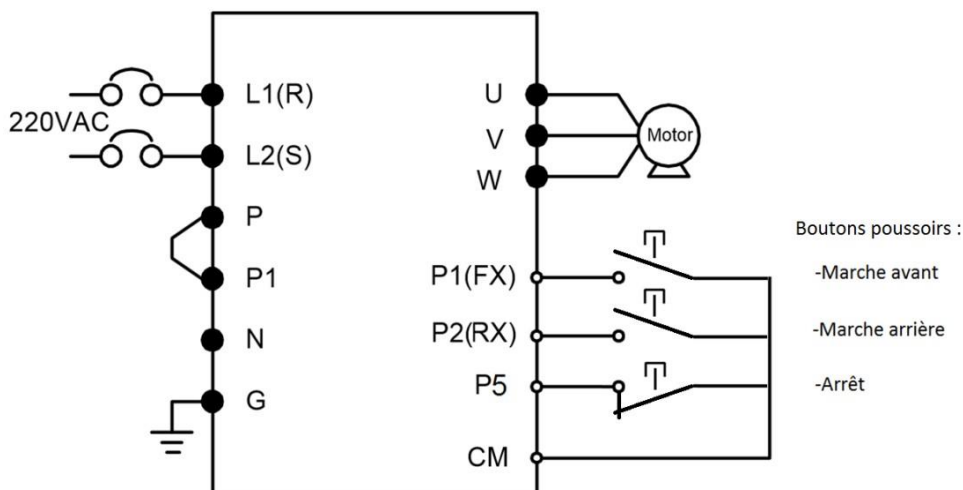 220VAC
L1(R)
L2(S)
P
P1
N
G
U
V
W
Motor
P1(FX)
P2(RX)
P5
CM
Boutons poussoirs :
-Marche avant
-Marche arrière
-Arrêt